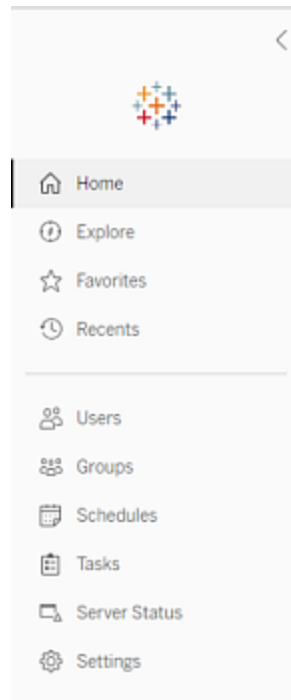 Home
Explore
Favorites
Recents
Users
Groups
Schedules
Tasks
Server Status
Settings